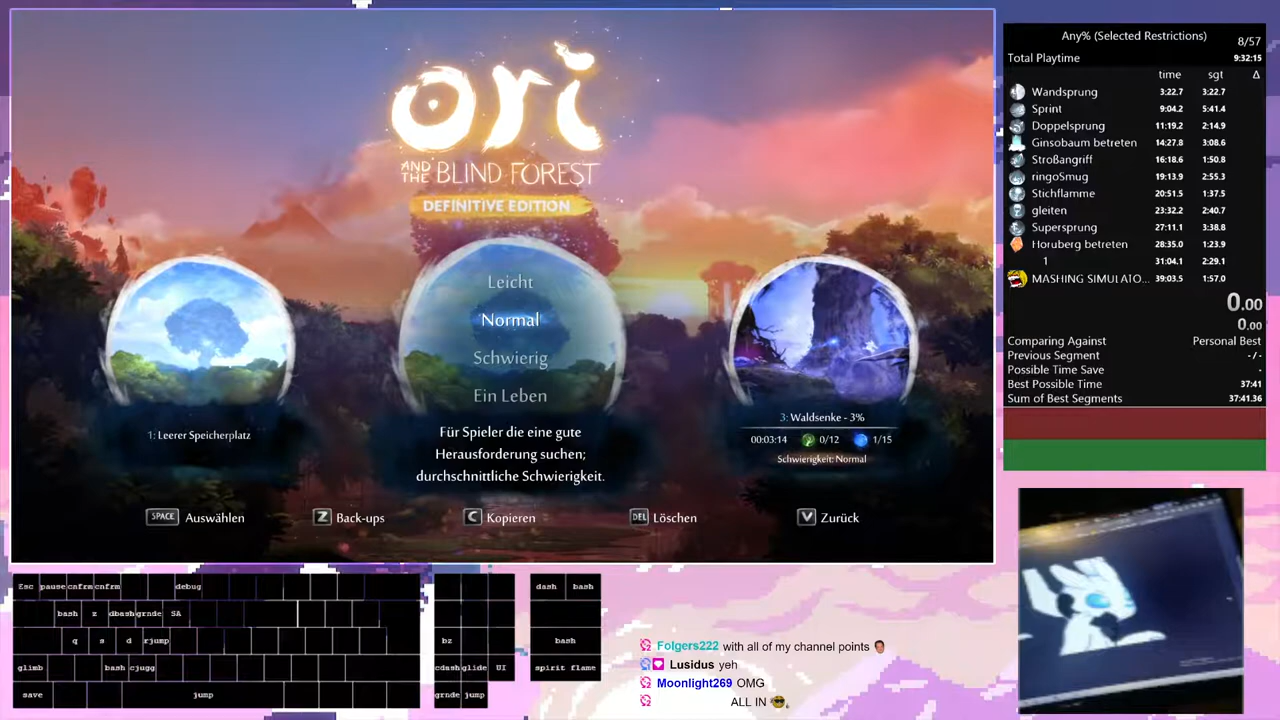 ori
AND THE BLIND FOREST
DEFINITIVE EDITION
Leicht
Normal
Schwierig
Ein Leben
Für Spieler die eine gute
Herausforderung suchen;
durchschnittliche Schwierigkeit.
1: Leerer Speicherplatz
3: Waldsenke - 3%
00:03:14 0/12 1/15
Schwierigkeit: Normal
SPACE Auswählen Z Back-ups C Kopieren DEL Löschen V Zurück
Any% (Selected Restrictions) 8/57
Total Playtime 9:32:15
time sgt Δ
Wandsprung 3:22.7 3:22.7
Sprint 9:04.2 5:41.4
Doppelsprung 11:19.2 2:14.9
Ginsobaum betreten 14:27.8 3:08.6
Stroßangriff 16:18.6 1:50.8
ringoSmug 19:13.9 2:55.3
Stichflamme 20:51.5 1:37.5
gleiten 23:32.2 2:40.7
Supersprung 27:11.1 3:38.8
Horuberg betreten 28:35.0 1:23.9
1 31:04.1 2:29.1
MASHING SIMULATO... 39:03.5 1:57.0
0.00
0.00
Comparing Against Personal Best
Previous Segment - / -
Possible Time Save -
Best Possible Time 37:41
Sum of Best Segments 37:41.36
Esc pause cnfrm cnfrm debug
bash z dbash grnde SA
q s d rjump
glimb bash cjugg
save jump
bz
cdash glide UI
grnde jump
dash bash
bash
spirit flame
Folgers222 with all of my channel points
Lusidus yeh
Moonlight269 OMG
ALL IN